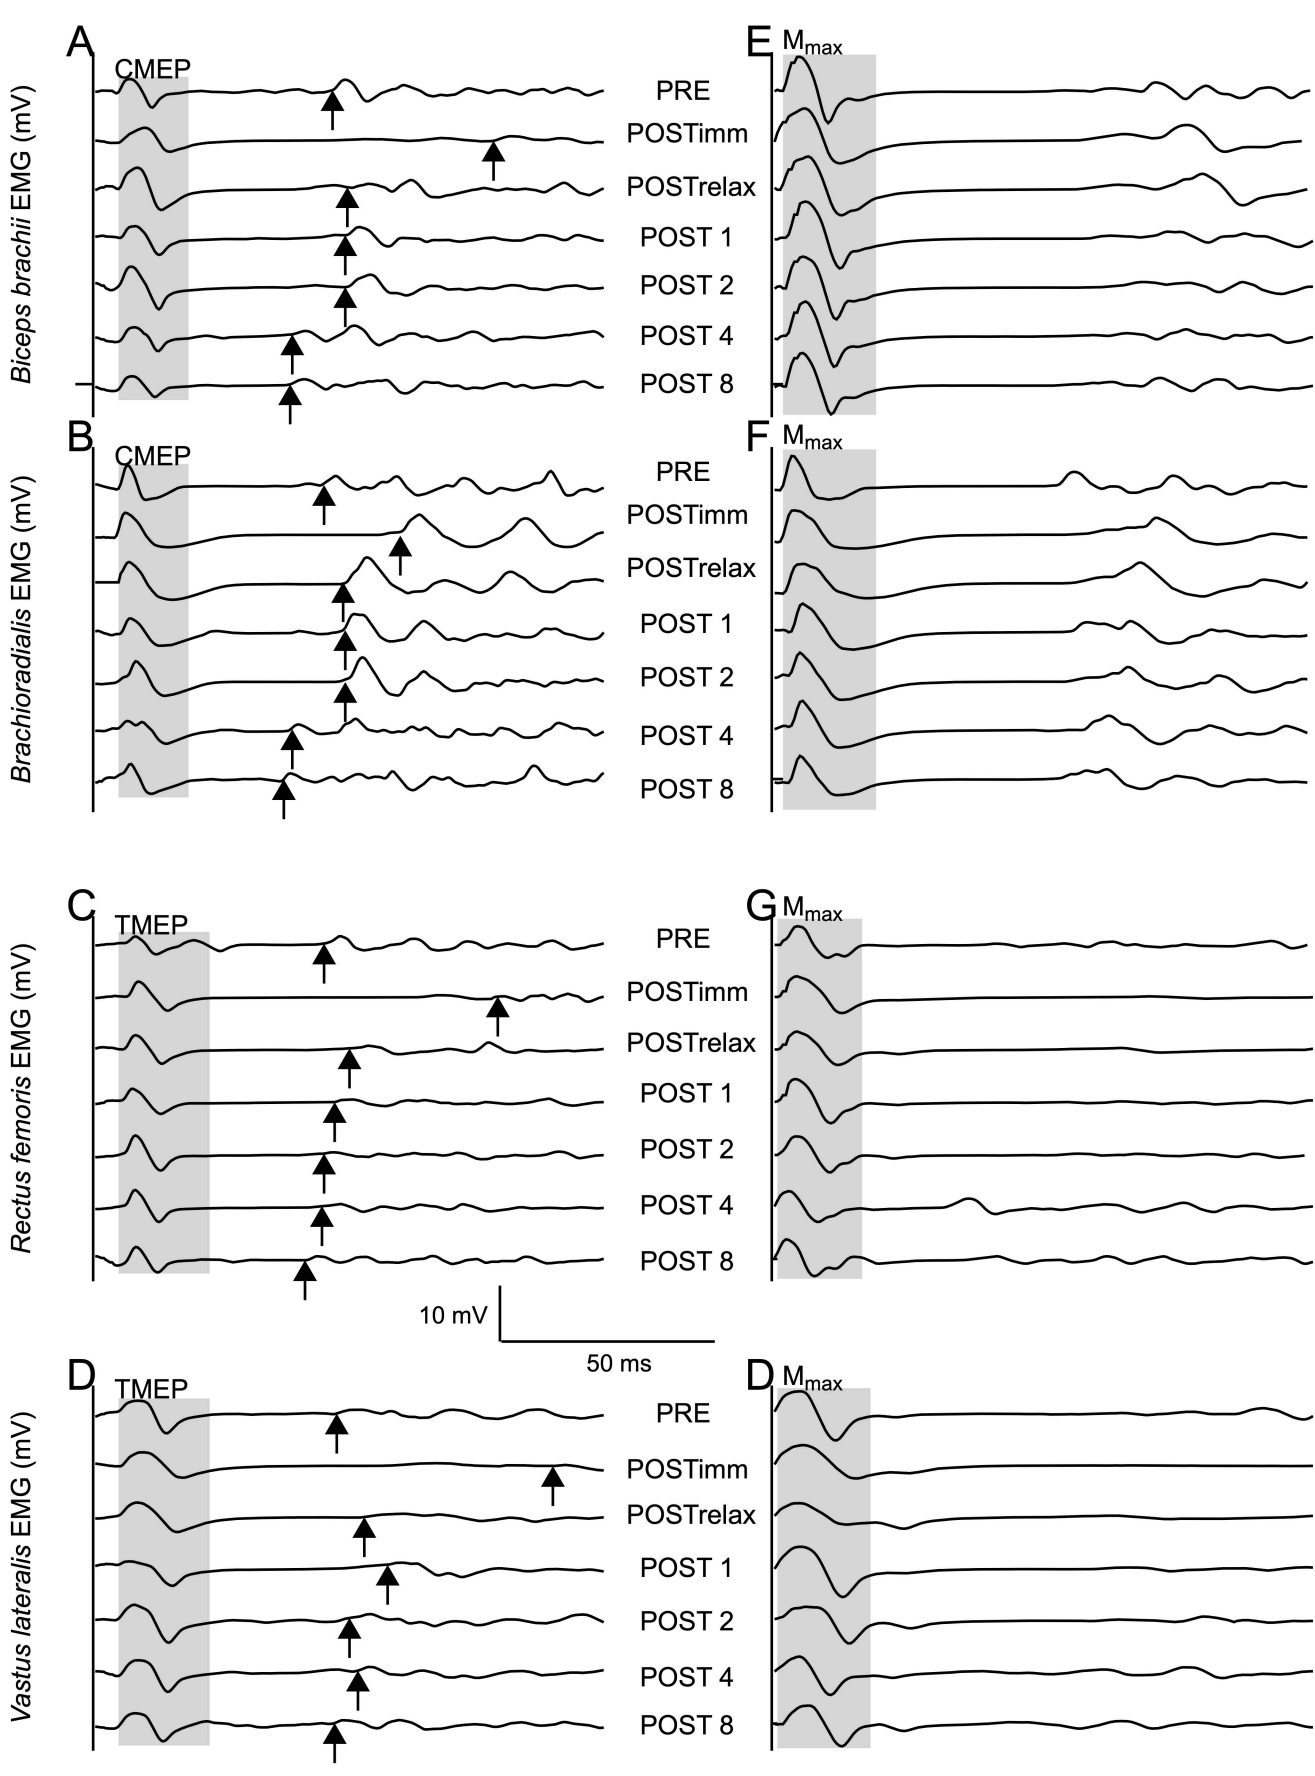 A
CMEP
Biceps brachii EMG (mV)
PRE
POSTimm
POSTrelax
POST 1
POST 2
POST 4
POST 8
E
Mmax
B
CMEP
Brachioradialis EMG (mV)
PRE
POSTimm
POSTrelax
POST 1
POST 2
POST 4
POST 8
F
Mmax
C
TMEP
Rectus femoris EMG (mV)
PRE
POSTimm
POSTrelax
POST 1
POST 2
POST 4
POST 8
G
Mmax
10 mV
50 ms
D
TMEP
Vastus lateralis EMG (mV)
PRE
POSTimm
POSTrelax
POST 1
POST 2
POST 4
POST 8
D
Mmax